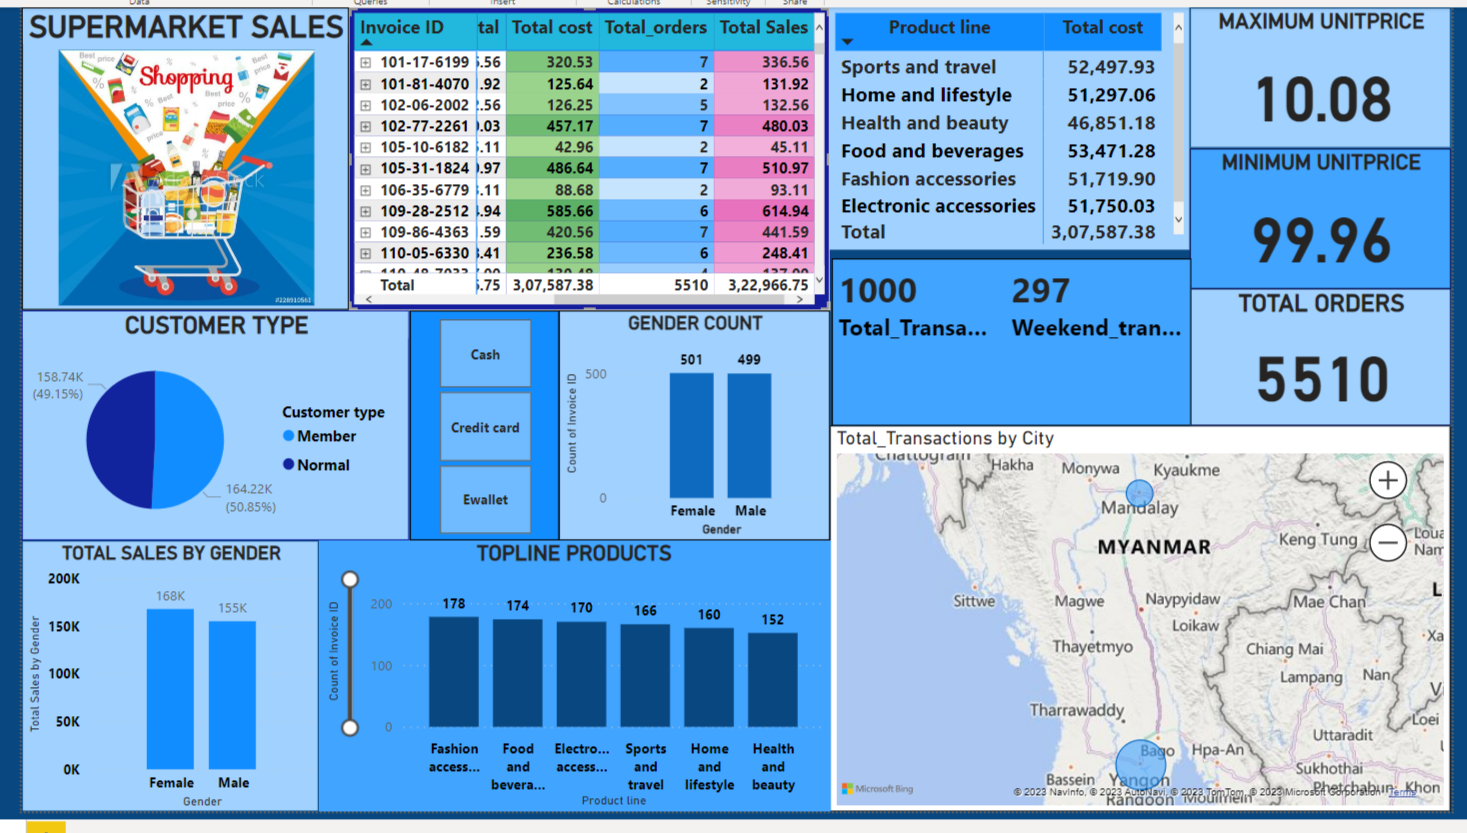 Data
Queries
Insert
Calculations
Sensitivity
Share
SUPERMARKET SALES
Best price
Shopping
Best price
Best
price
Best
price
#228910562
Invoice ID tal Total cost Total_orders Total Sales
101-17-6199 .56 320.53 7 336.56
101-81-4070 .92 125.64 2 131.92
102-06-2002 .56 126.25 5 132.56
102-77-2261 .03 457.17 7 480.03
105-10-6182 .11 42.96 2 45.11
105-31-1824 .97 486.64 7 510.97
106-35-6779 .11 88.68 2 93.11
109-28-2512 .94 585.66 6 614.94
109-86-4363 .59 420.56 7 441.59
110-05-6330 .41 236.58 6 248.41
Total .75 3,07,587.38 5510 3,22,966.75
Product line Total cost
Sports and travel 52,497.93
Home and lifestyle 51,297.06
Health and beauty 46,851.18
Food and beverages 53,471.28
Fashion accessories 51,719.90
Electronic accessories 51,750.03
Total 3,07,587.38
MAXIMUM UNITPRICE
10.08
MINIMUM UNITPRICE
99.96
TOTAL ORDERS
5510
1000 297
Total_Transa... Weekend_tran...
CUSTOMER TYPE
158.74K
(49.15%)
164.22K
(50.85%)
Customer type
Member
Normal
Cash
Credit card
Ewallet
GENDER COUNT
Count of Invoice ID
500
0
501 499
Female Male
Gender
TOTAL SALES BY GENDER
Total Sales by Gender
200K
150K
100K
50K
0K
168K 155K
Female Male
Gender
TOPLINE PRODUCTS
Count of Invoice ID
200
100
0
178 174 170 166 160 152
Fashion access... Food and bevera... Electro... access... Sports and travel Home and lifestyle Health and beauty
Product line
Total_Transactions by City
Chattogram
Hakha
Monywa
Kyaukme
Mandalay
MYANMAR
Keng Tung
Loua
Nam
Sittwe
Magwe
Naypyidaw
Mae Chan
L
Loikaw
Thayetmyo
Chiang Mai
Xa
Lampang
Nan
V
Tharrawaddy
Loei
Uttaradit
Bago
Hpa-An
Sukhothai
Bassein
Yangon
Rangoon
Moulmein
Phetchabun
Khon
Microsoft Bing
© 2023 NavInfo, © 2023 AutoNavi, © 2023 TomTom, © 2023 Microsoft Corporation Terms